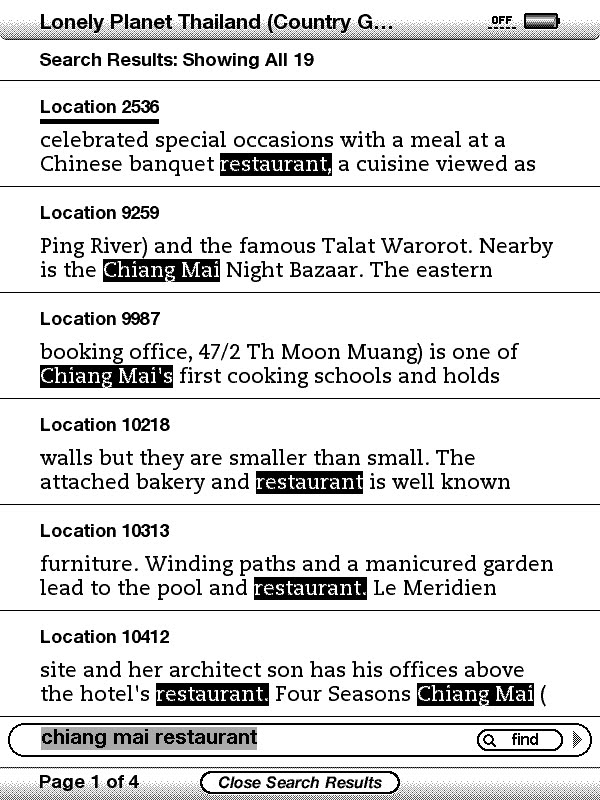 Lonely Planet Thailand (Country G...
OFF
Search Results: Showing All 19
Location 2536
celebrated special occasions with a meal at a
Chinese banquet restaurant, a cuisine viewed as
Location 9259
Ping River) and the famous Talat Warorot. Nearby
is the Chiang Mai Night Bazaar. The eastern
Location 9987
booking office, 47/2 Th Moon Muang) is one of
Chiang Mai's first cooking schools and holds
Location 10218
walls but they are smaller than small. The
attached bakery and restaurant is well known
Location 10313
furniture. Winding paths and a manicured garden
lead to the pool and restaurant. Le Meridien
Location 10412
site and her architect son has his offices above
the hotel's restaurant. Four Seasons Chiang Mai (
chiang mai restaurant
find
Page 1 of 4
Close Search Results